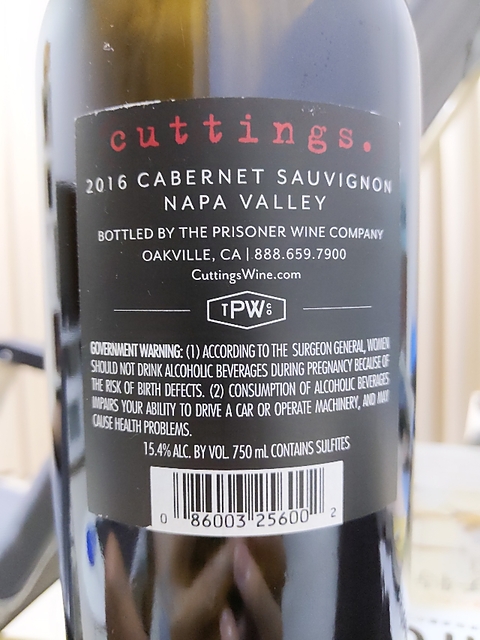 cuttings.
2016 CABERNET SAUVIGNON
NAPA VALLEY
BOTTLED BY THE PRISONER WINE COMPANY
OAKVILLE, CA | 888.659.7900
CuttingsWine.com
TPWCO
GOVERNMENT WARNING: (1) ACCORDING TO THE SURGEON GENERAL, WOMEN
SHOULD NOT DRINK ALCOHOLIC BEVERAGES DURING PREGNANCY BECAUSE OF
THE RISK OF BIRTH DEFECTS. (2) CONSUMPTION OF ALCOHOLIC BEVERAGES
IMPAIRS YOUR ABILITY TO DRIVE A CAR OR OPERATE MACHINERY, AND MAY
CAUSE HEALTH PROBLEMS.
15.4% ALC. BY VOL. 750 mL CONTAINS SULFITES
0 86003 25600 2